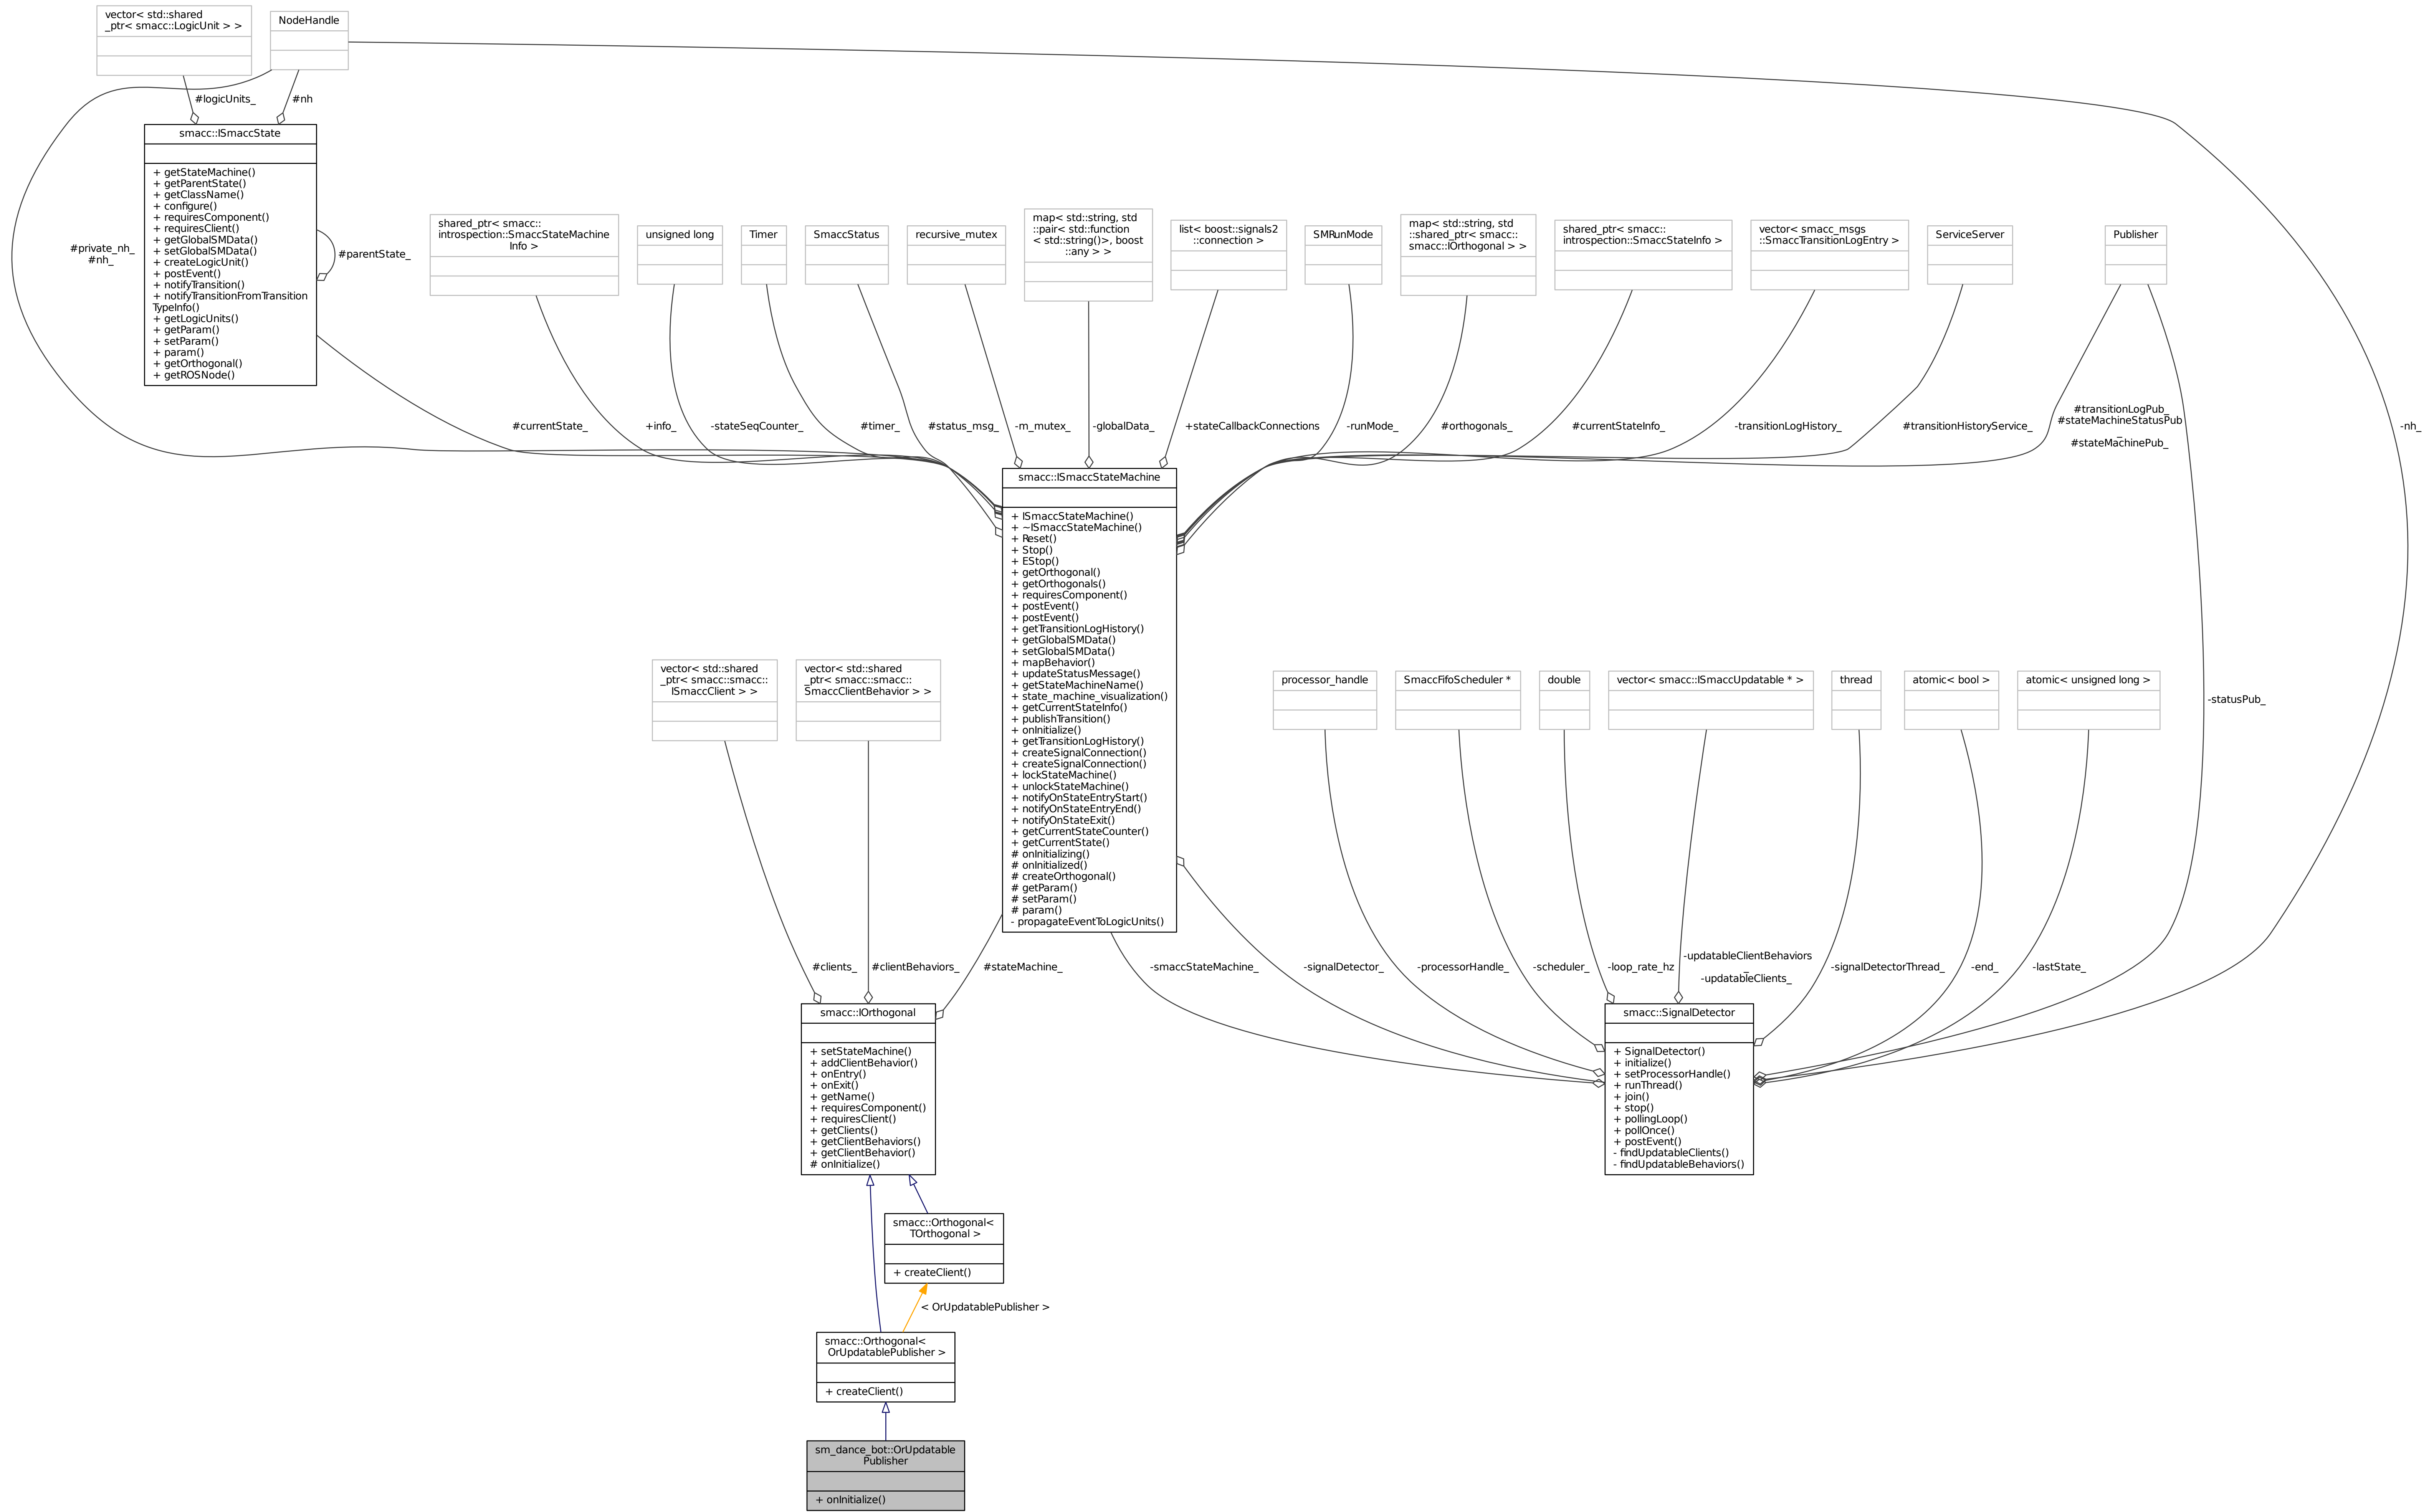 vector< std::shared
_ptr< smacc::LogicUnit > >
NodeHandle
#logicUnits_
#nh
smacc::ISmaccState
+ getStateMachine()
+ getParentState()
+ getClassName()
+ configure()
+ requiresComponent()
+ requiresClient()
+ getGlobalSMData()
+ setGlobalSMData()
+ createLogicUnit()
+ postEvent()
+ notifyTransition()
+ notifyTransitionFromTransition
TypeInfo()
+ getLogicUnits()
+ getParam()
+ setParam()
+ param()
+ getOrthogonal()
+ getROSNode()
#private_nh_
#nh_
#parentState_
shared_ptr< smacc::
introspection::SmaccStateMachine
Info >
unsigned long
Timer
SmaccStatus
recursive_mutex
map< std::string, std
::pair< std::function
< std::string()>, boost
::any > >
list< boost::signals2
::connection >
SMRunMode
map< std::string, std
::shared_ptr< smacc::
smacc::IOrthogonal > >
shared_ptr< smacc::
introspection::SmaccStateInfo >
vector< smacc_msgs
::SmaccTransitionLogEntry >
ServiceServer
Publisher
#currentState_
+info_
-stateSeqCounter_
#timer_
#status_msg_
-m_mutex_
-globalData_
+stateCallbackConnections
-runMode_
#orthogonals_
#currentStateInfo_
-transitionLogHistory_
#transitionHistoryService_
#transitionLogPub_
#stateMachineStatusPub
_
#stateMachinePub_
-nh_
smacc::ISmaccStateMachine
+ ISmaccStateMachine()
+ ~ISmaccStateMachine()
+ Reset()
+ Stop()
+ EStop()
+ getOrthogonal()
+ getOrthogonals()
+ requiresComponent()
+ postEvent()
+ postEvent()
+ getTransitionLogHistory()
+ getGlobalSMData()
+ setGlobalSMData()
+ mapBehavior()
+ updateStatusMessage()
+ getStateMachineName()
+ state_machine_visualization()
+ getCurrentStateInfo()
+ publishTransition()
+ onInitialize()
+ getTransitionLogHistory()
+ createSignalConnection()
+ createSignalConnection()
+ lockStateMachine()
+ unlockStateMachine()
+ notifyOnStateEntryStart()
+ notifyOnStateEntryEnd()
+ notifyOnStateExit()
+ getCurrentStateCounter()
+ getCurrentState()
# onInitializing()
# onInitialized()
# createOrthogonal()
# getParam()
# setParam()
# param()
- propagateEventToLogicUnits()
vector< std::shared
_ptr< smacc::smacc::
ISmaccClient > >
vector< std::shared
_ptr< smacc::smacc::
SmaccClientBehavior > >
processor_handle
SmaccFifoScheduler *
double
vector< smacc::ISmaccUpdatable * >
thread
atomic< bool >
atomic< unsigned long >
-statusPub_
#clients_
#clientBehaviors_
#stateMachine_
-smaccStateMachine_
-signalDetector_
-processorHandle_
-scheduler_
-loop_rate_hz
-updatableClientBehaviors
_
-updatableClients_
-signalDetectorThread_
-end_
-lastState_
smacc::IOrthogonal
+ setStateMachine()
+ addClientBehavior()
+ onEntry()
+ onExit()
+ getName()
+ requiresComponent()
+ requiresClient()
+ getClients()
+ getClientBehaviors()
+ getClientBehavior()
# onInitialize()
smacc::SignalDetector
+ SignalDetector()
+ initialize()
+ setProcessorHandle()
+ runThread()
+ join()
+ stop()
+ pollingLoop()
+ pollOnce()
+ postEvent()
- findUpdatableClients()
- findUpdatableBehaviors()
smacc::Orthogonal<
TOrthogonal >
+ createClient()
< OrUpdatablePublisher >
smacc::Orthogonal<
OrUpdatablePublisher >
+ createClient()
sm_dance_bot::OrUpdatable
Publisher
+ onInitialize()